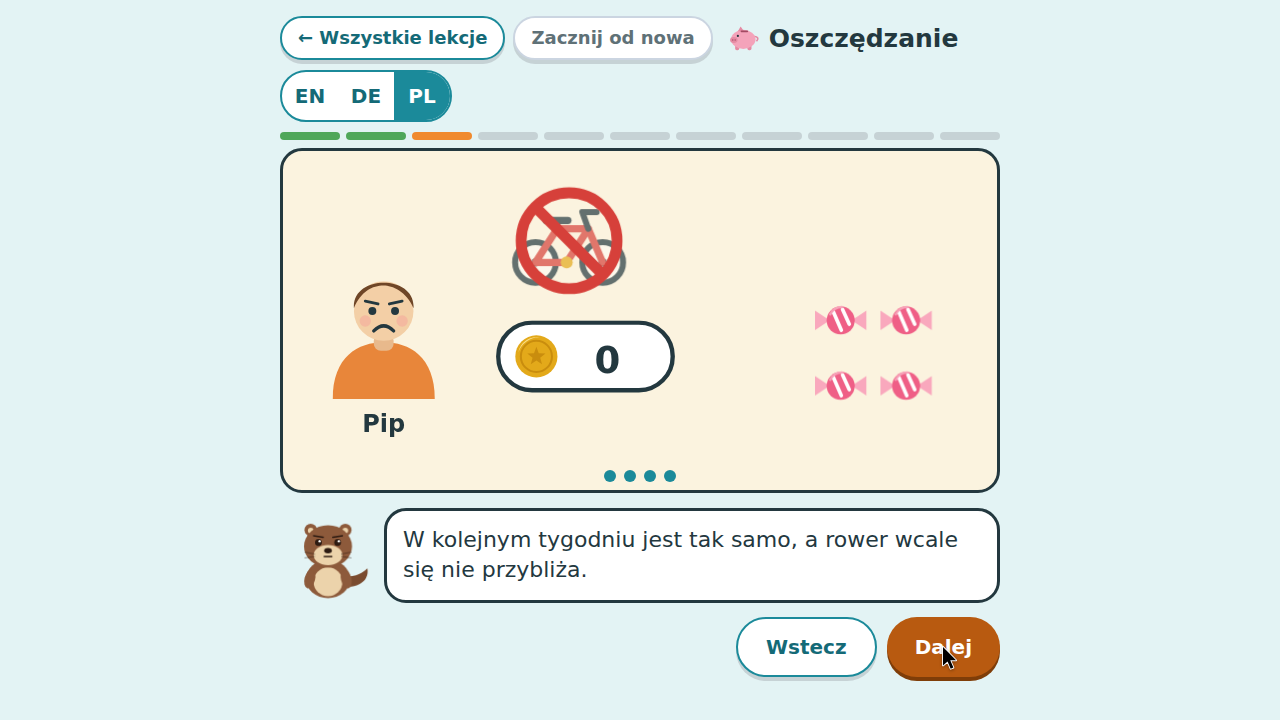 ← Wszystkie lekcje
Zacznij od nowa
Oszczędzanie
EN DE PL
0
Pip
W kolejnym tygodniu jest tak samo, a rower wcale
się nie przybliża.
Wstecz
Dalej